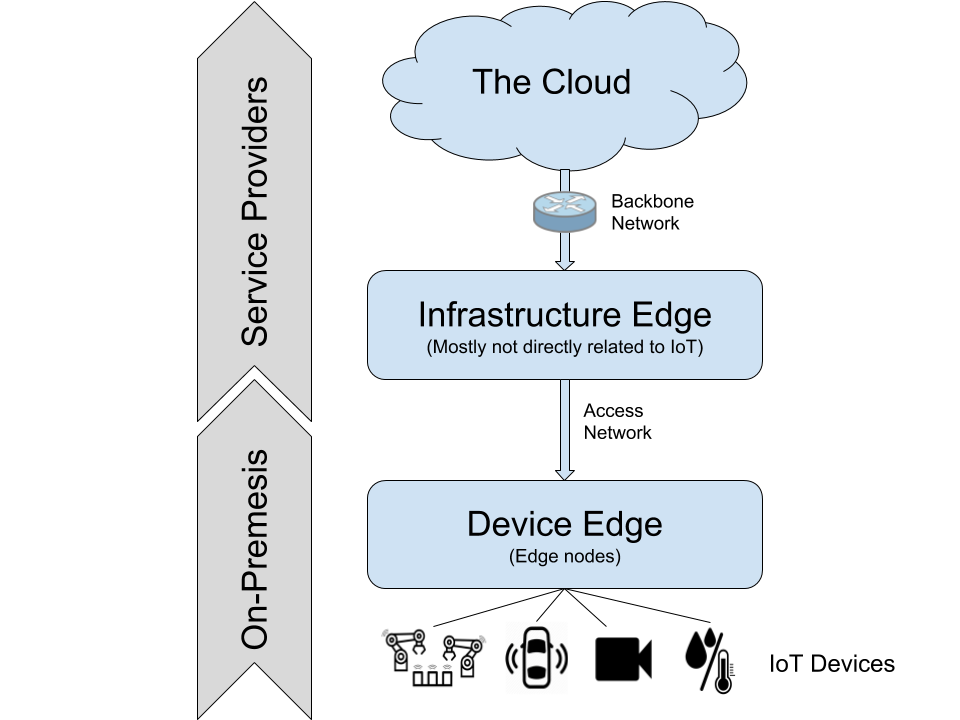 Service Providers
On-Premesis
The Cloud
Backbone
Network
Infrastructure Edge
(Mostly not directly related to IoT)
Access
Network
Device Edge
(Edge nodes)
IoT Devices